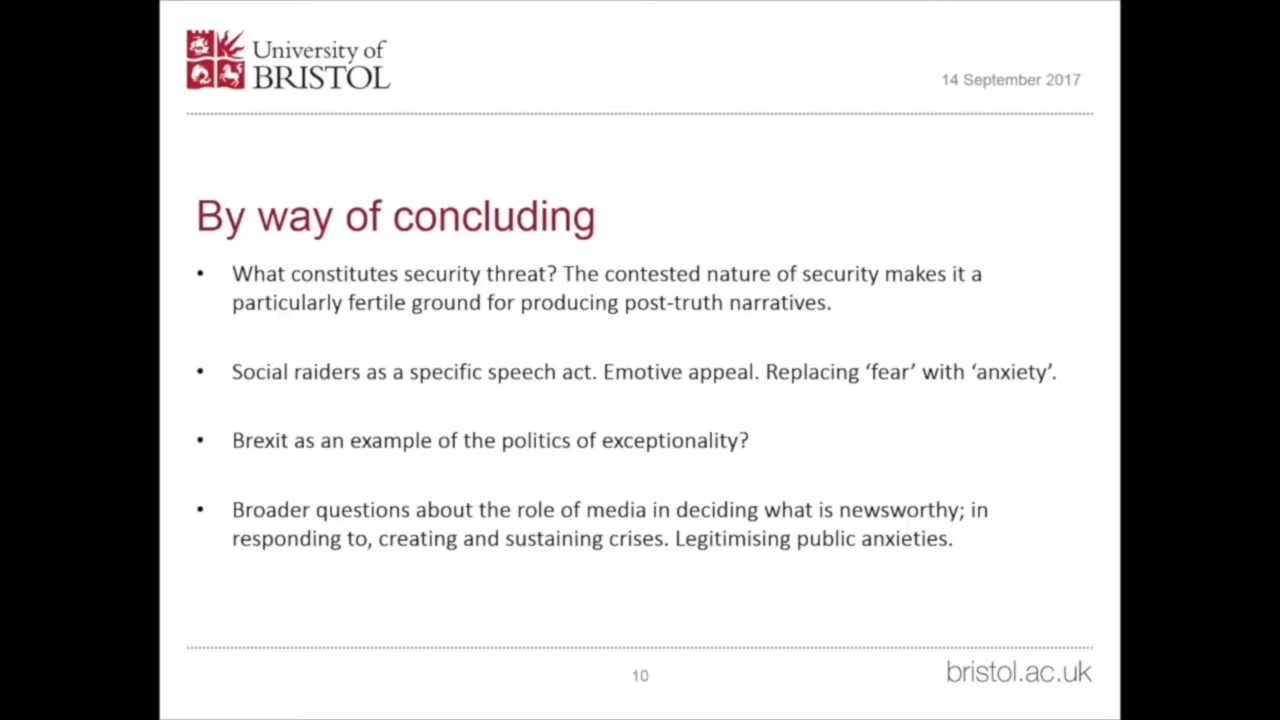 University of
BRISTOL
14 September 2017
By way of concluding
• What constitutes security threat? The contested nature of security makes it a
particularly fertile ground for producing post-truth narratives.
• Social raiders as a specific speech act. Emotive appeal. Replacing ‘fear’ with ‘anxiety’.
• Brexit as an example of the politics of exceptionality?
• Broader questions about the role of media in deciding what is newsworthy; in
responding to, creating and sustaining crises. Legitimising public anxieties.
10
bristol.ac.uk